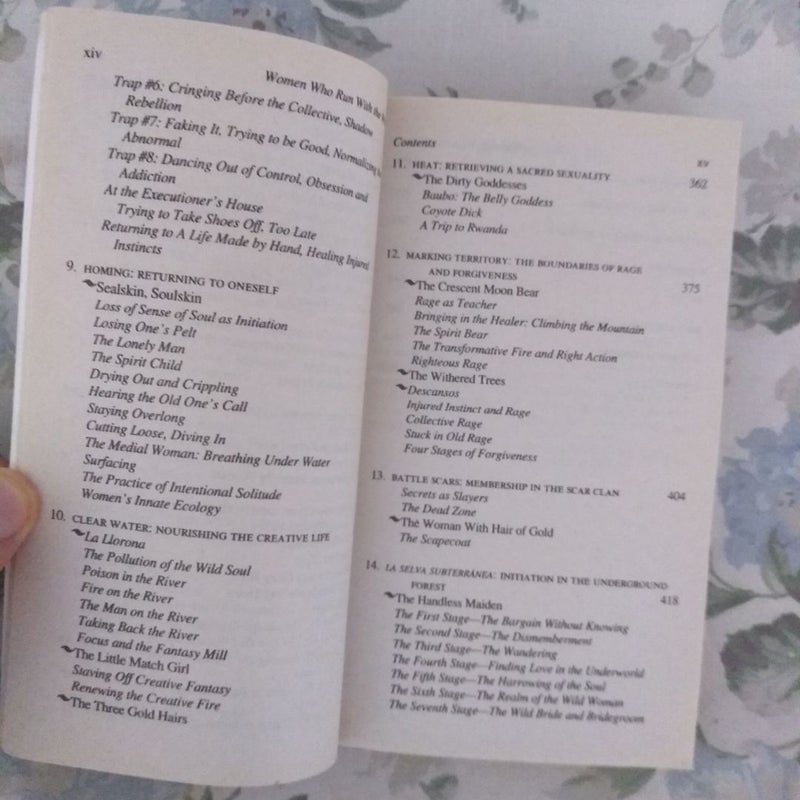 xiv
Women Who Run With the
Trap #6: Cringing Before the Collective, Shadow
Rebellion
Trap #7: Faking It, Trying to be Good, Normalizing
Abnormal
Trap #8: Dancing Out of Control, Obsession and
Addiction
At the Executioner's House
Trying to Take Shoes Off, Too Late
Returning to A Life Made by Hand, Healing Injured
Instincts
9. HOMING: RETURNING TO ONESELF
Sealskin, Soulskin
Loss of Sense of Soul as Initiation
Losing One's Pelt
The Lonely Man
The Spirit Child
Drying Out and Crippling
Hearing the Old One's Call
Staying Overlong
Cutting Loose, Diving In
The Medial Woman: Breathing Under Water
Surfacing
The Practice of Intentional Solitude
Women's Innate Ecology
10. CLEAR WATER: NOURISHING THE CREATIVE LIFE
La Llorona
The Pollution of the Wild Soul
Poison in the River
Fire on the River
The Man on the River
Taking Back the River
Focus and the Fantasy Mill
The Little Match Girl
Staving Off Creative Fantasy
Renewing the Creative Fire
The Three Gold Hairs
Contents
xv
11. HEAT: RETRIEVING A SACRED SEXUALITY 362
The Dirty Goddesses
Baubo: The Belly Goddess
Coyote Dick
A Trip to Rwanda
12. MARKING TERRITORY: THE BOUNDARIES OF RAGE
AND FORGIVENESS 375
The Crescent Moon Bear
Rage as Teacher
Bringing in the Healer: Climbing the Mountain
The Spirit Bear
The Transformative Fire and Right Action
Righteous Rage
The Withered Trees
Descansos
Injured Instinct and Rage
Collective Rage
Stuck in Old Rage
Four Stages of Forgiveness
13. BATTLE SCARS: MEMBERSHIP IN THE SCAR CLAN 404
Secrets as Slayers
The Dead Zone
The Woman With Hair of Gold
The Scapecoat
14. LA SELVA SUBTERRÁNEA: INITIATION IN THE UNDERGROUND
FOREST 418
The Handless Maiden
The First Stage—The Bargain Without Knowing
The Second Stage—The Dismemberment
The Third Stage—The Wandering
The Fourth Stage—Finding Love in the Underworld
The Fifth Stage—The Harrowing of the Soul
The Sixth Stage—The Realm of the Wild Woman
The Seventh Stage—The Wild Bride and Bridegroom